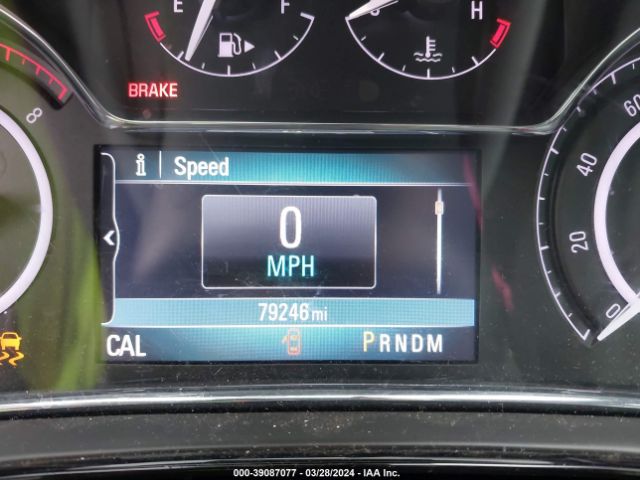 E F
H
BRAKE
8
i Speed
0
MPH
79246 mi
CAL PRNDM
60
40
20
0
000-39087077 - 03/28/2024 - IAA Inc.